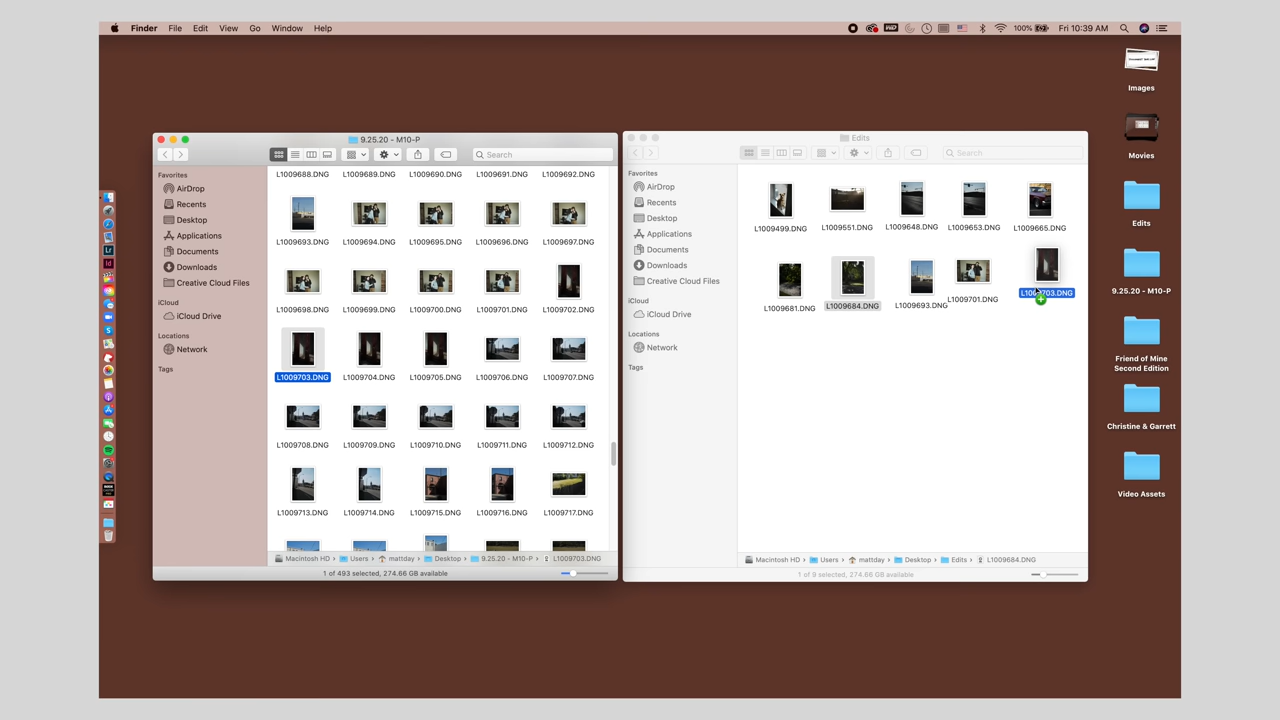 Finder File Edit View Go Window Help 100% Fri 10:39 AM
9.25.20 - M10-P
Search
Favorites
AirDrop
Recents
Desktop
Applications
Documents
Downloads
Creative Cloud Files
iCloud
iCloud Drive
Locations
Network
Tags
L1009688.DNG L1009689.DNG L1009690.DNG L1009691.DNG L1009692.DNG
L1009693.DNG L1009694.DNG L1009695.DNG L1009696.DNG L1009697.DNG
L1009698.DNG L1009699.DNG L1009700.DNG L1009701.DNG L1009702.DNG
L1009703.DNG L1009704.DNG L1009705.DNG L1009706.DNG L1009707.DNG
L1009708.DNG L1009709.DNG L1009710.DNG L1009711.DNG L1009712.DNG
L1009713.DNG L1009714.DNG L1009715.DNG L1009716.DNG L1009717.DNG
Macintosh HD › Users › mattday › Desktop › 9.25.20 - M10-P › L1009703.DNG
1 of 493 selected, 274.66 GB available
Edits
Search
Favorites
AirDrop
Recents
Desktop
Applications
Documents
Downloads
Creative Cloud Files
iCloud
iCloud Drive
Locations
Network
Tags
L1009499.DNG L1009551.DNG L1009648.DNG L1009653.DNG L1009665.DNG
L1009681.DNG L1009684.DNG L1009693.DNG L1009701.DNG L1009703.DNG
Macintosh HD › Users › mattday › Desktop › Edits › L1009684.DNG
1 of 9 selected, 274.66 GB available
Images
Movies
Edits
9.25.20 - M10-P
Friend of Mine
Second Edition
Christine & Garrett
Video Assets